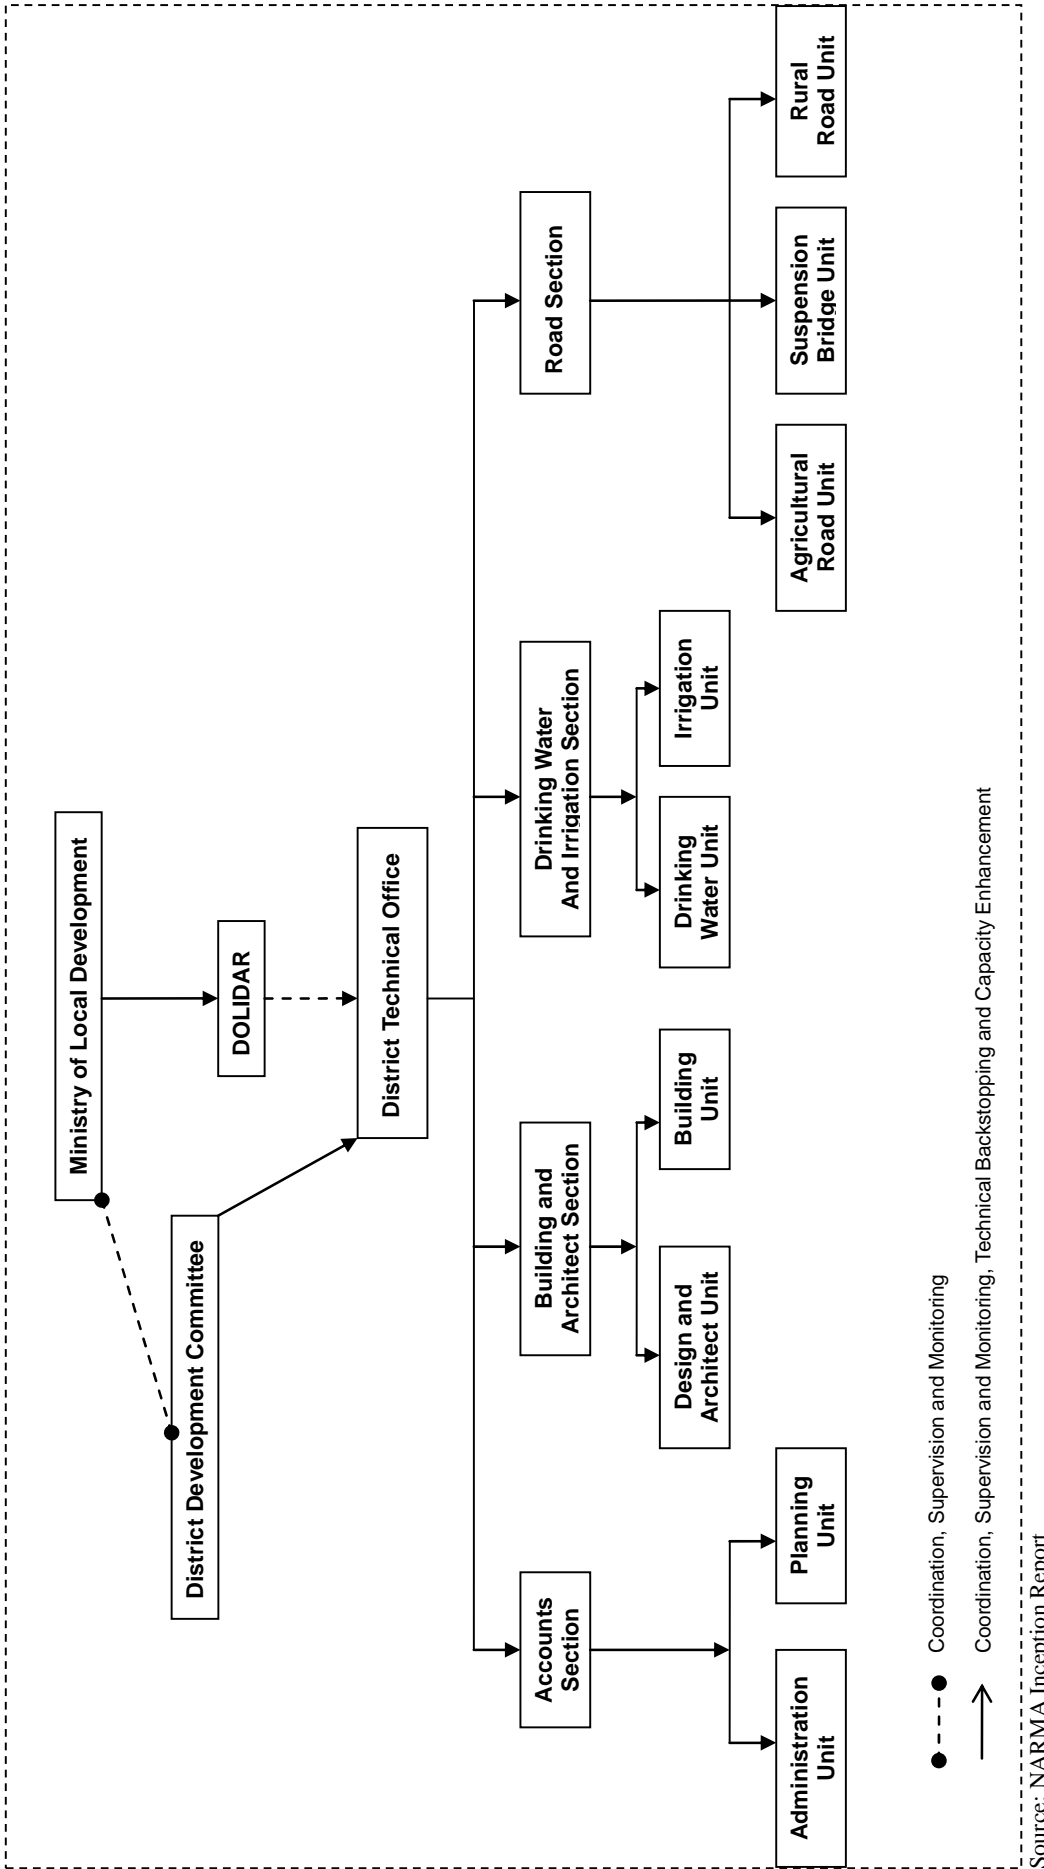 Ministry of Local Development
District Development Committee
DOLIDAR
District Technical Office
Accounts
Section
Building and
Architect Section
Drinking Water
And Irrigation Section
Road Section
Design and
Architect Unit
Building
Unit
Drinking
Water Unit
Irrigation
Unit
Administration
Unit
Planning
Unit
Agricultural
Road Unit
Suspension
Bridge Unit
Rural
Road Unit
Coordination, Supervision and Monitoring
Coordination, Supervision and Monitoring, Technical Backstopping and Capacity Enhancement
Source: NARMA Inception Report